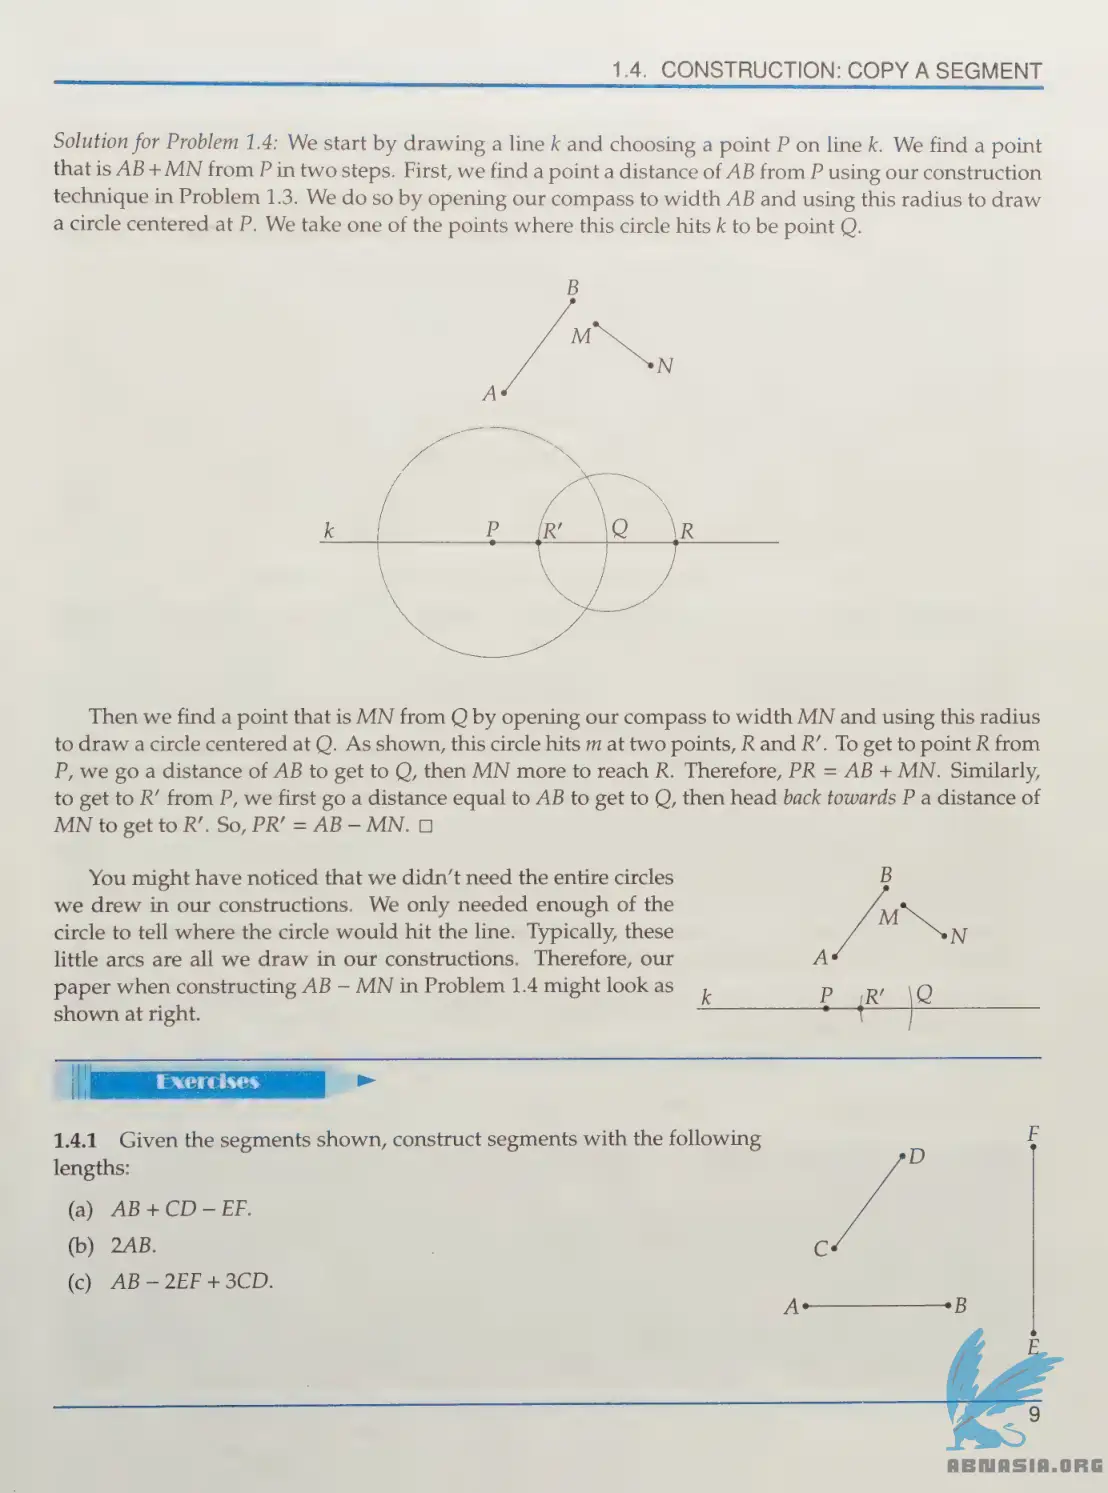 1.4. CONSTRUCTION: COPY A SEGMENT
Solution for Problem 1.4: We start by drawing a line k and choosing a point P on line k. We find a point
that is AB + MN from P in two steps. First, we find a point a distance of AB from P using our construction
technique in Problem 1.3. We do so by opening our compass to width AB and using this radius to draw
a circle centered at P. We take one of the points where this circle hits k to be point Q.
B
M
N
A
k P R′ Q R
Then we find a point that is MN from Q by opening our compass to width MN and using this radius
to draw a circle centered at Q. As shown, this circle hits m at two points, R and R′. To get to point R from
P, we go a distance of AB to get to Q, then MN more to reach R. Therefore, PR = AB + MN. Similarly,
to get to R′ from P, we first go a distance equal to AB to get to Q, then head back towards P a distance of
MN to get to R′. So, PR′ = AB − MN. □
You might have noticed that we didn't need the entire circles
we drew in our constructions. We only needed enough of the
circle to tell where the circle would hit the line. Typically, these
little arcs are all we draw in our constructions. Therefore, our
paper when constructing AB − MN in Problem 1.4 might look as
shown at right.
B
M
N
A
k P R′ Q
Exercises
1.4.1 Given the segments shown, construct segments with the following
lengths:
(a) AB + CD − EF.
(b) 2AB.
(c) AB − 2EF + 3CD.
F
D
C
A B
E
9
ABNASIA.ORG